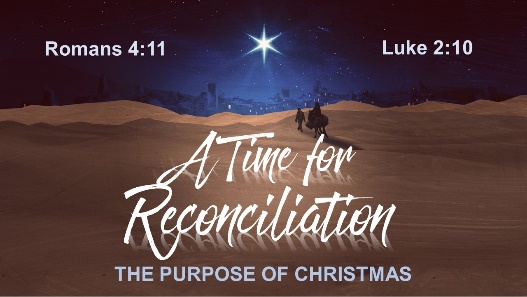 Romans 4:11
Luke 2:10
A Time for
Reconciliation
THE PURPOSE OF CHRISTMAS